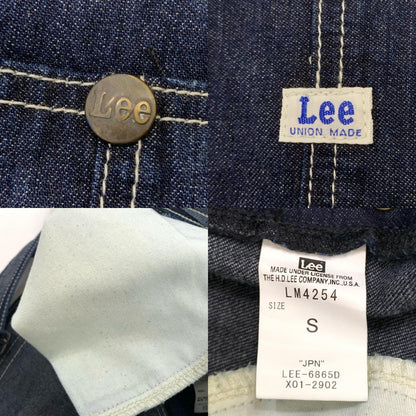 Lee
Lee
UNION MADE
Lee
MADE UNDER LICENSE FROM
THE H.D.LEE COMPANY,INC.,U.S.A.
LM4254
SIZE
S
"JPN"
LEE-6865D
X01-2902